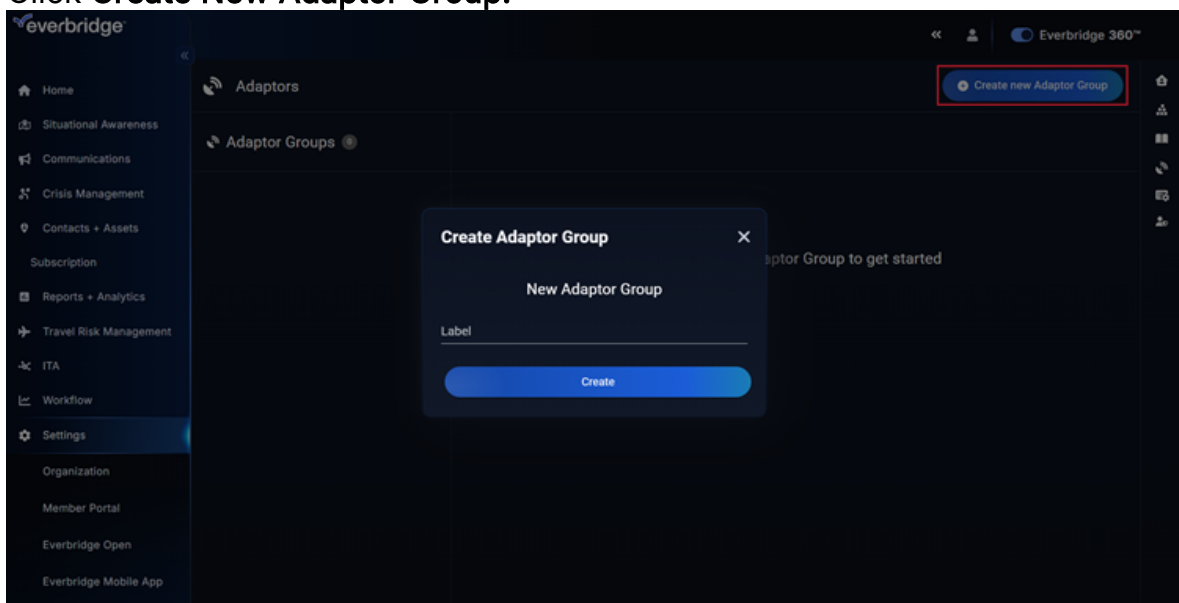 Click Create New Adaptor Group.
everbridge
Everbridge 360™
Home
Adaptors
Create new Adaptor Group
Situational Awareness
Adaptor Groups
Communications
Crisis Management
Contacts + Assets
Create Adaptor Group
Subscription
aptor Group to get started
New Adaptor Group
Reports + Analytics
Travel Risk Management
Label
ITA
Create
Workflow
Settings
Organization
Member Portal
Everbridge Open
Everbridge Mobile App